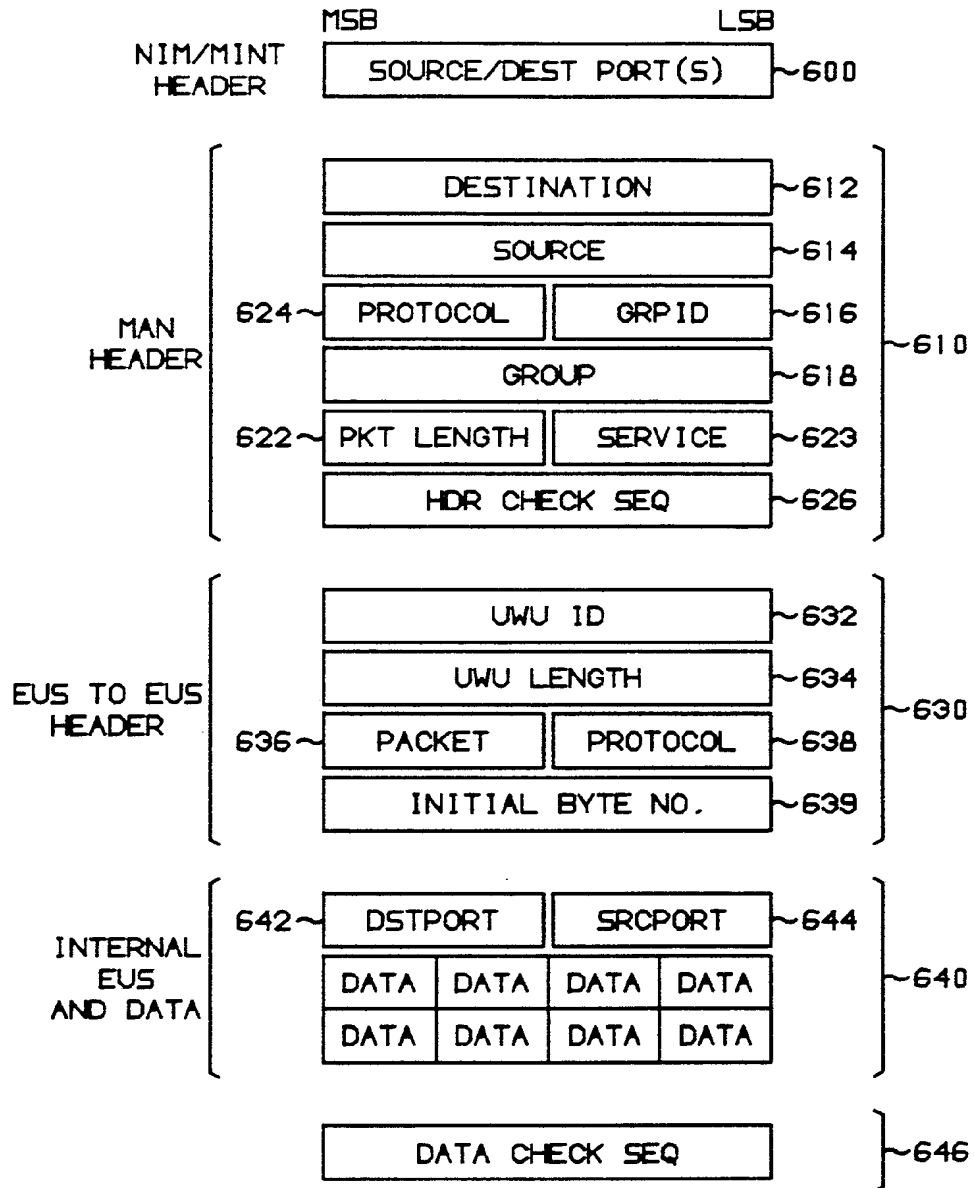 MSB LSB
NIM/MINT HEADER SOURCE/DEST PORT(S) 600
DESTINATION 612
SOURCE 614
624 PROTOCOL GRPID 616
MAN HEADER 610
GROUP 618
622 PKT LENGTH SERVICE 623
HDR CHECK SEQ 626
UWU ID 632
UWU LENGTH 634
EUS TO EUS HEADER 630
636 PACKET PROTOCOL 638
INITIAL BYTE NO. 639
642 DSTPORT SRCPORT 644
INTERNAL EUS AND DATA 640
DATA DATA DATA DATA
DATA DATA DATA DATA
DATA CHECK SEQ 646